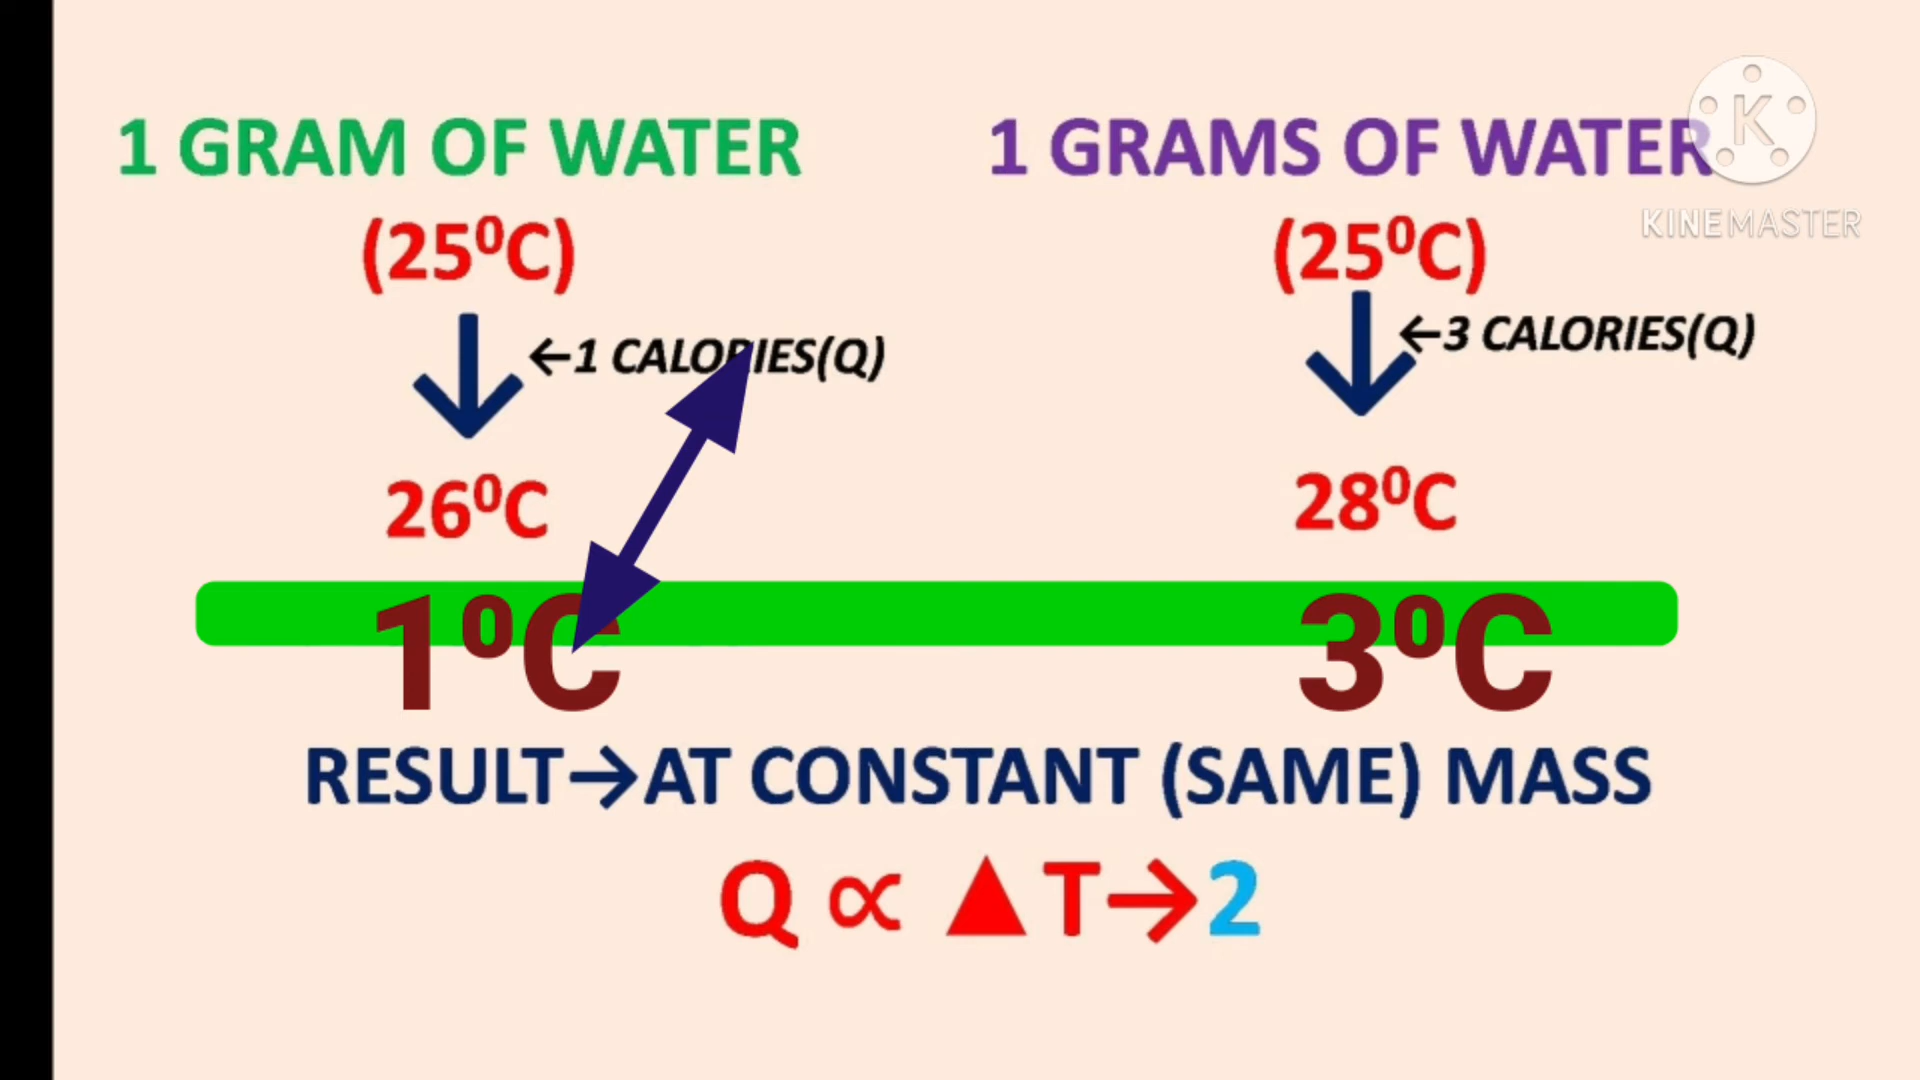 1 GRAM OF WATER
(25⁰C)
←1 CALORIES(Q)
26⁰C
1⁰C
1 GRAMS OF WATER
(25⁰C)
←3 CALORIES(Q)
28⁰C
3⁰C
RESULT→AT CONSTANT (SAME) MASS
Q ∝ ▲T→2
K
KINEMASTER